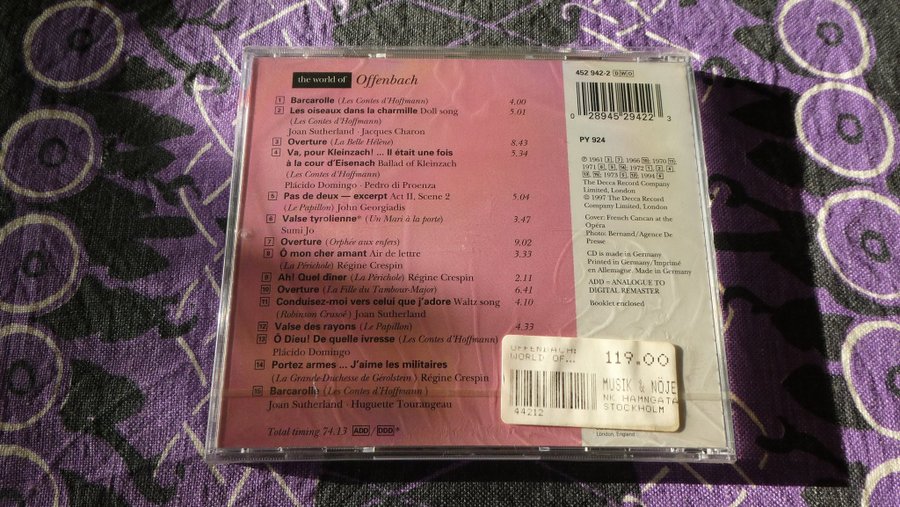 the world of Offenbach
1 Barcarolle (Les Contes d'Hoffmann) 4.00
2 Les oiseaux dans la charmille Doll song 5.01
(Les Contes d'Hoffmann)
Joan Sutherland · Jacques Charon
3 Overture (La Belle Hélène) 8.43
4 Va, pour Kleinzach! ... Il était une fois 5.34
à la cour d'Eisenach Ballad of Kleinzach
(Les Contes d'Hoffmann)
Plácido Domingo · Pedro di Proenza
5 Pas de deux — excerpt Act II, Scene 2 5.04
(Le Papillon) John Georgiadis
6 Valse tyrolienne* (Un Mari à la porte) 3.47
Sumi Jo
7 Overture (Orphée aux enfers) 9.02
8 Ô mon cher amant Air de lettre 3.33
(La Périchole) Régine Crespin
9 Ah! Quel dîner (La Périchole) Régine Crespin 2.11
10 Overture (La Fille du Tambour-Major) 6.41
11 Conduisez-moi vers celui que j'adore Waltz song 4.10
(Robinson Crusoé) Joan Sutherland
12 Valse des rayons (Le Papillon) 4.33
13 Ô Dieu! De quelle ivresse (Les Contes d'Hoffmann)
Plácido Domingo
14 Portez armes ... J'aime les militaires
(La Grande-Duchesse de Gérolstein) Régine Crespin
15 Barcarolle (Les Contes d'Hoffmann)
Joan Sutherland · Huguette Tourangeau
Total timing 74.13 ADD / DDD*
452 942-2 DWO
0 28945 29422 3
PY 924
The Decca Record Company
Limited, London
© 1997 The Decca Record
Company Limited, London
Cover: French Cancan at the
Opéra
Photo: Bernand/Agence De
Presse
CD is made in Germany
Printed in Germany/Imprimé
en Allemagne. Made in Germany
ADD = ANALOGUE TO
DIGITAL REMASTER
Booklet enclosed
OFFENBACH:
WORLD OF...
119.00
MUSIK & NÖJE
NK HAMNGATA
STOCKHOLM
44212
London, England